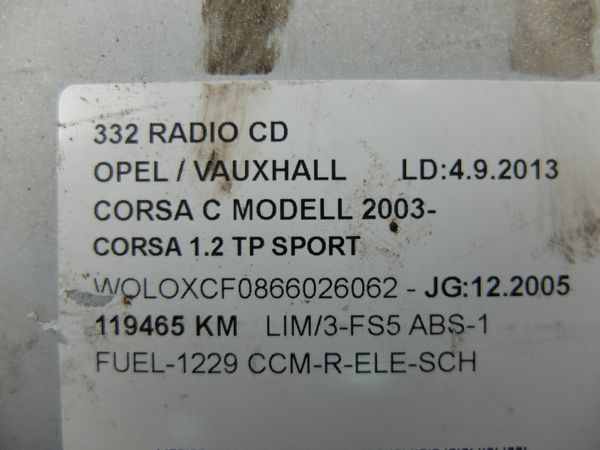 332 RADIO CD
OPEL / VAUXHALL LD:4.9.2013
CORSA C MODELL 2003-
CORSA 1.2 TP SPORT
WOLOXCF0866026062 - JG:12.2005
119465 KM LIM/3-FS5 ABS-1
FUEL-1229 CCM-R-ELE-SCH